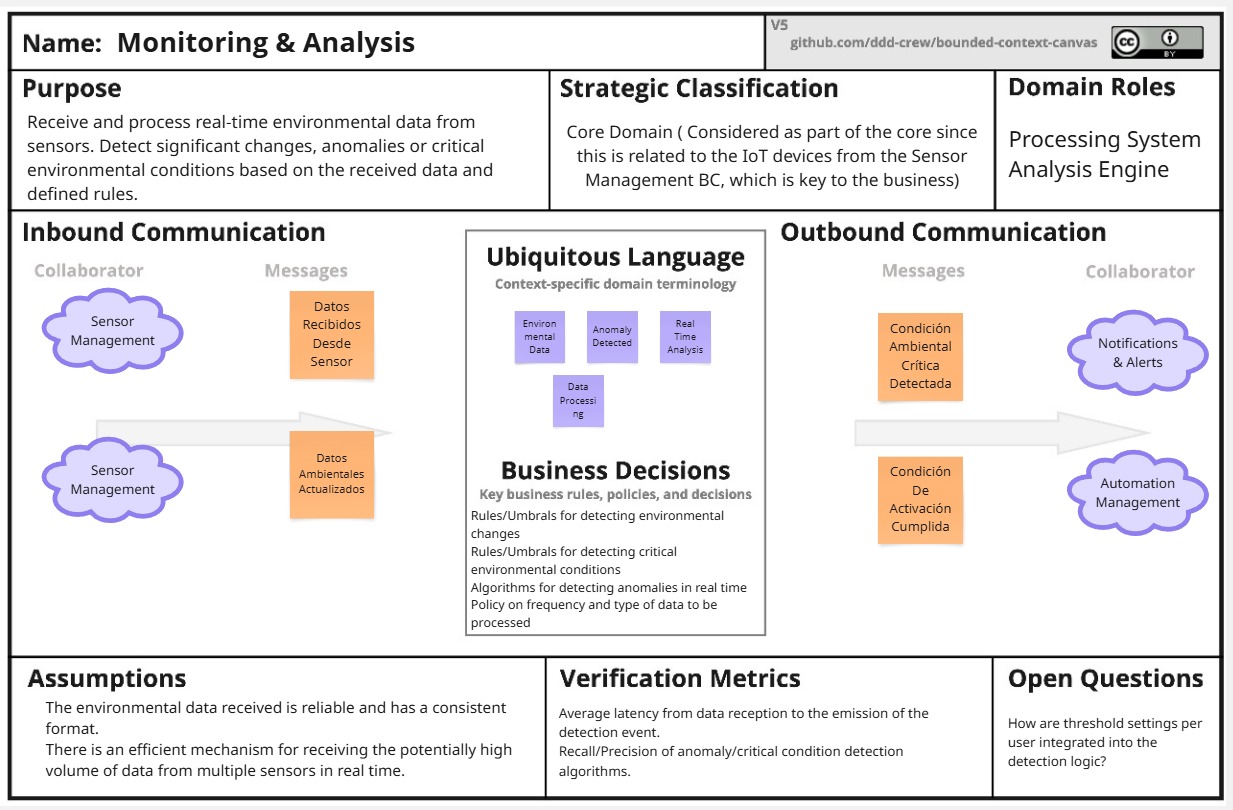 Name: Monitoring & Analysis
V5
github.com/ddd-crew/bounded-context-canvas
cc
BY
Purpose
Receive and process real-time environmental data from
sensors. Detect significant changes, anomalies or critical
environmental conditions based on the received data and
defined rules.
Strategic Classification
Core Domain ( Considered as part of the core since
this is related to the IoT devices from the Sensor
Management BC, which is key to the business)
Domain Roles
Processing System
Analysis Engine
Inbound Communication
Collaborator
Messages
Sensor
Management
Datos
Recibidos
Desde
Sensor
Sensor
Management
Datos
Ambientales
Actualizados
Ubiquitous Language
Context-specific domain terminology
Environ
mental
Data
Anomaly
Detected
Real
Time
Analysis
Data
Processi
ng
Business Decisions
Key business rules, policies, and decisions
Rules/Umbrals for detecting environmental
changes
Rules/Umbrals for detecting critical
environmental conditions
Algorithms for detecting anomalies in real time
Policy on frequency and type of data to be
processed
Outbound Communication
Messages
Collaborator
Condición
Ambiental
Crítica
Detectada
Notifications
& Alerts
Condición
De
Activación
Cumplida
Automation
Management
Assumptions
The environmental data received is reliable and has a consistent
format.
There is an efficient mechanism for receiving the potentially high
volume of data from multiple sensors in real time.
Verification Metrics
Average latency from data reception to the emission of the
detection event.
Recall/Precision of anomaly/critical condition detection
algorithms.
Open Questions
How are threshold settings per
user integrated into the
detection logic?